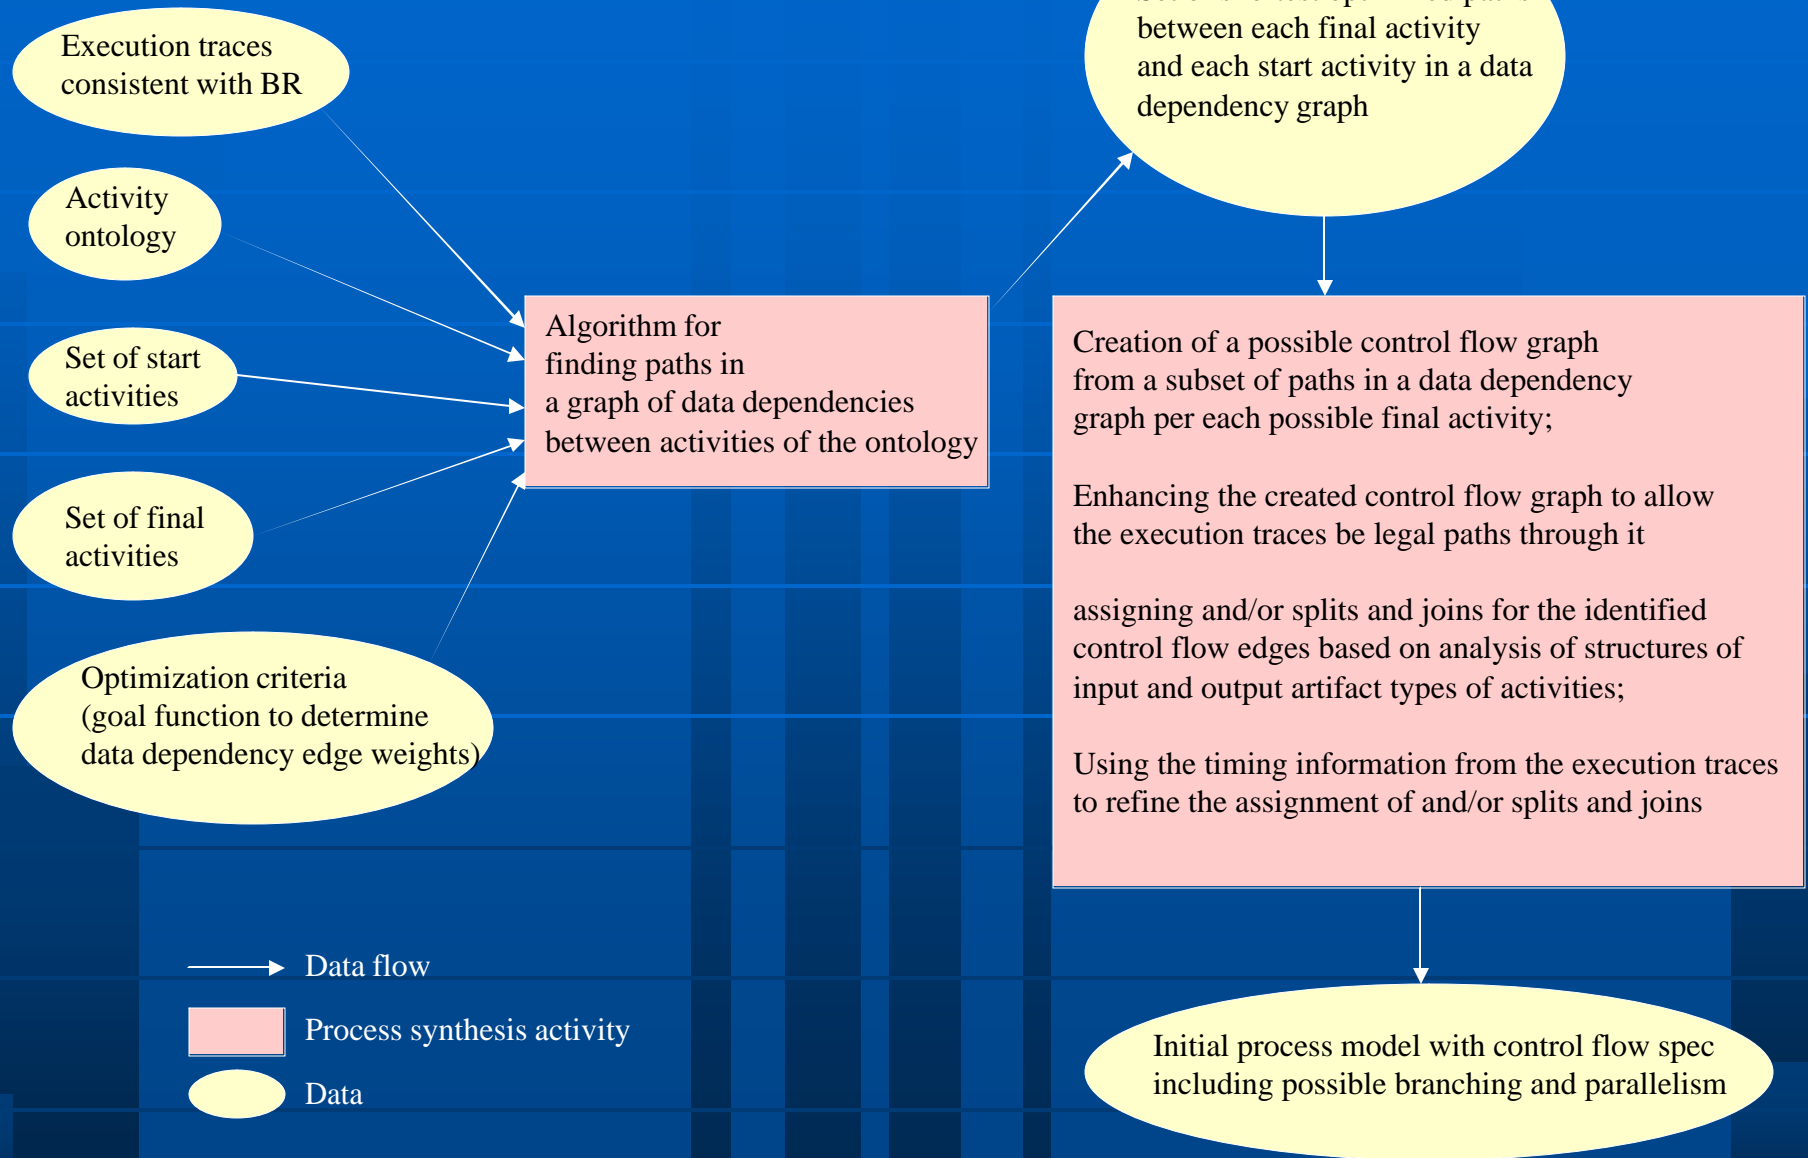 Execution traces
consistent with BR
Activity
ontology
Set of start
activities
Set of final
activities
Optimization criteria
(goal function to determine
data dependency edge weights)
Algorithm for
finding paths in
a graph of data dependencies
between activities of the ontology
between each final activity
and each start activity in a data
dependency graph
Creation of a possible control flow graph
from a subset of paths in a data dependency
graph per each possible final activity;
Enhancing the created control flow graph to allow
the execution traces be legal paths through it
assigning and/or splits and joins for the identified
control flow edges based on analysis of structures of
input and output artifact types of activities;
Using the timing information from the execution traces
to refine the assignment of and/or splits and joins
Initial process model with control flow spec
including possible branching and parallelism
Data flow
Process synthesis activity
Data